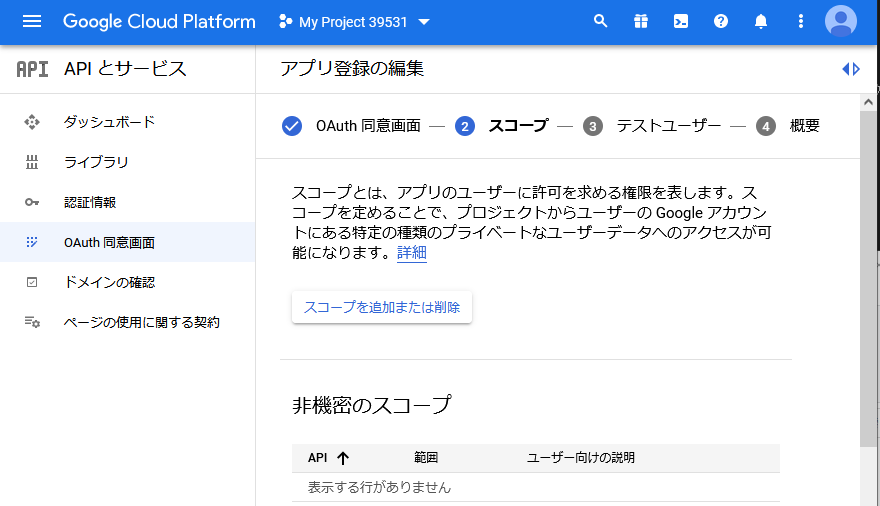 Google Cloud Platform
My Project 39531
API APIとサービス
アプリ登録の編集
ダッシュボード
ライブラリ
認証情報
OAuth 同意画面
ドメインの確認
ページの使用に関する契約
OAuth 同意画面 — 2 スコープ — 3 テストユーザー — 4 概要
スコープとは、アプリのユーザーに許可を求める権限を表します。ス
コープを定めることで、プロジェクトからユーザーの Google アカウン
トにある特定の種類のプライベートなユーザーデータへのアクセスが可
能になります。詳細
スコープを追加または削除
非機密のスコープ
API 範囲 ユーザー向けの説明
表示する行がありません